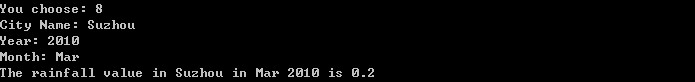 You choose: 8
City Name: Suzhou
Year: 2010
Month: Mar
The rainfall value in Suzhou in Mar 2010 is 0.2